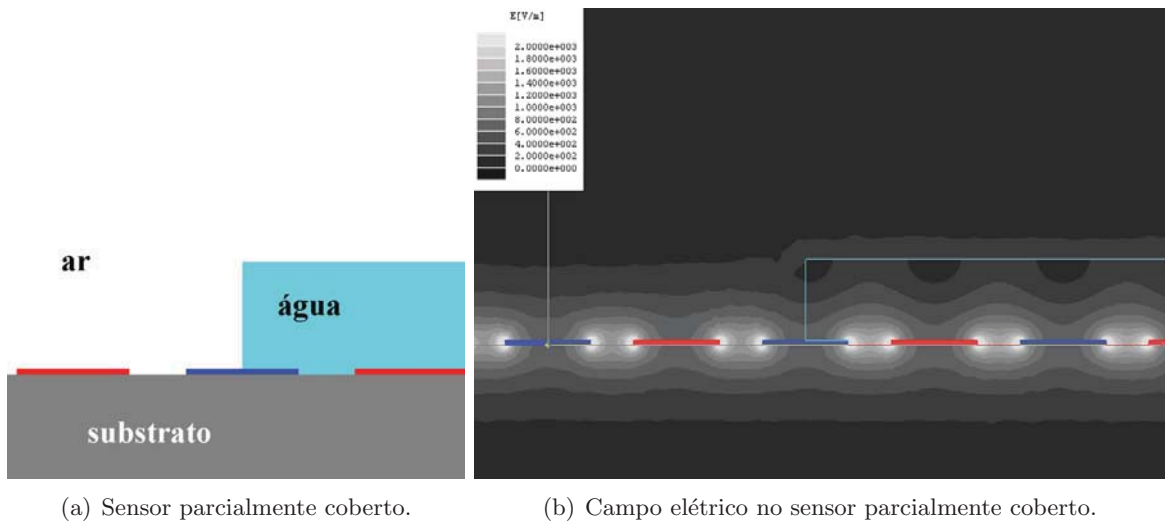 ar
água
substrato
E[V/m]
2.0000e+003
1.8000e+003
1.6000e+003
1.4000e+003
1.2000e+003
1.0000e+003
8.0000e+002
6.0000e+002
4.0000e+002
2.0000e+002
0.0000e+000
(a) Sensor parcialmente coberto.
(b) Campo elétrico no sensor parcialmente coberto.